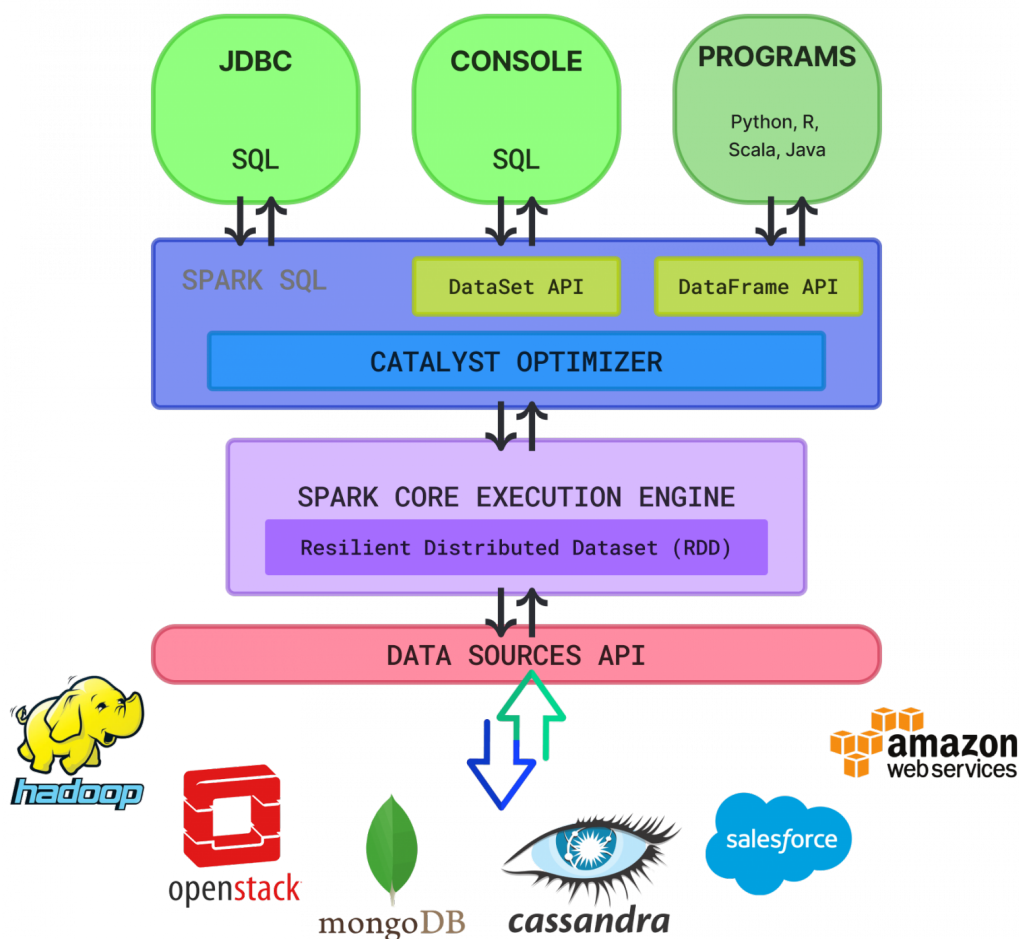 JDBC
SQL
CONSOLE
SQL
PROGRAMS
Python, R,
Scala, Java
SPARK SQL
DataSet API
DataFrame API
CATALYST OPTIMIZER
SPARK CORE EXECUTION ENGINE
Resilient Distributed Dataset (RDD)
DATA SOURCES API
hadoop
openstack
mongoDB
cassandra
salesforce
amazon
web services